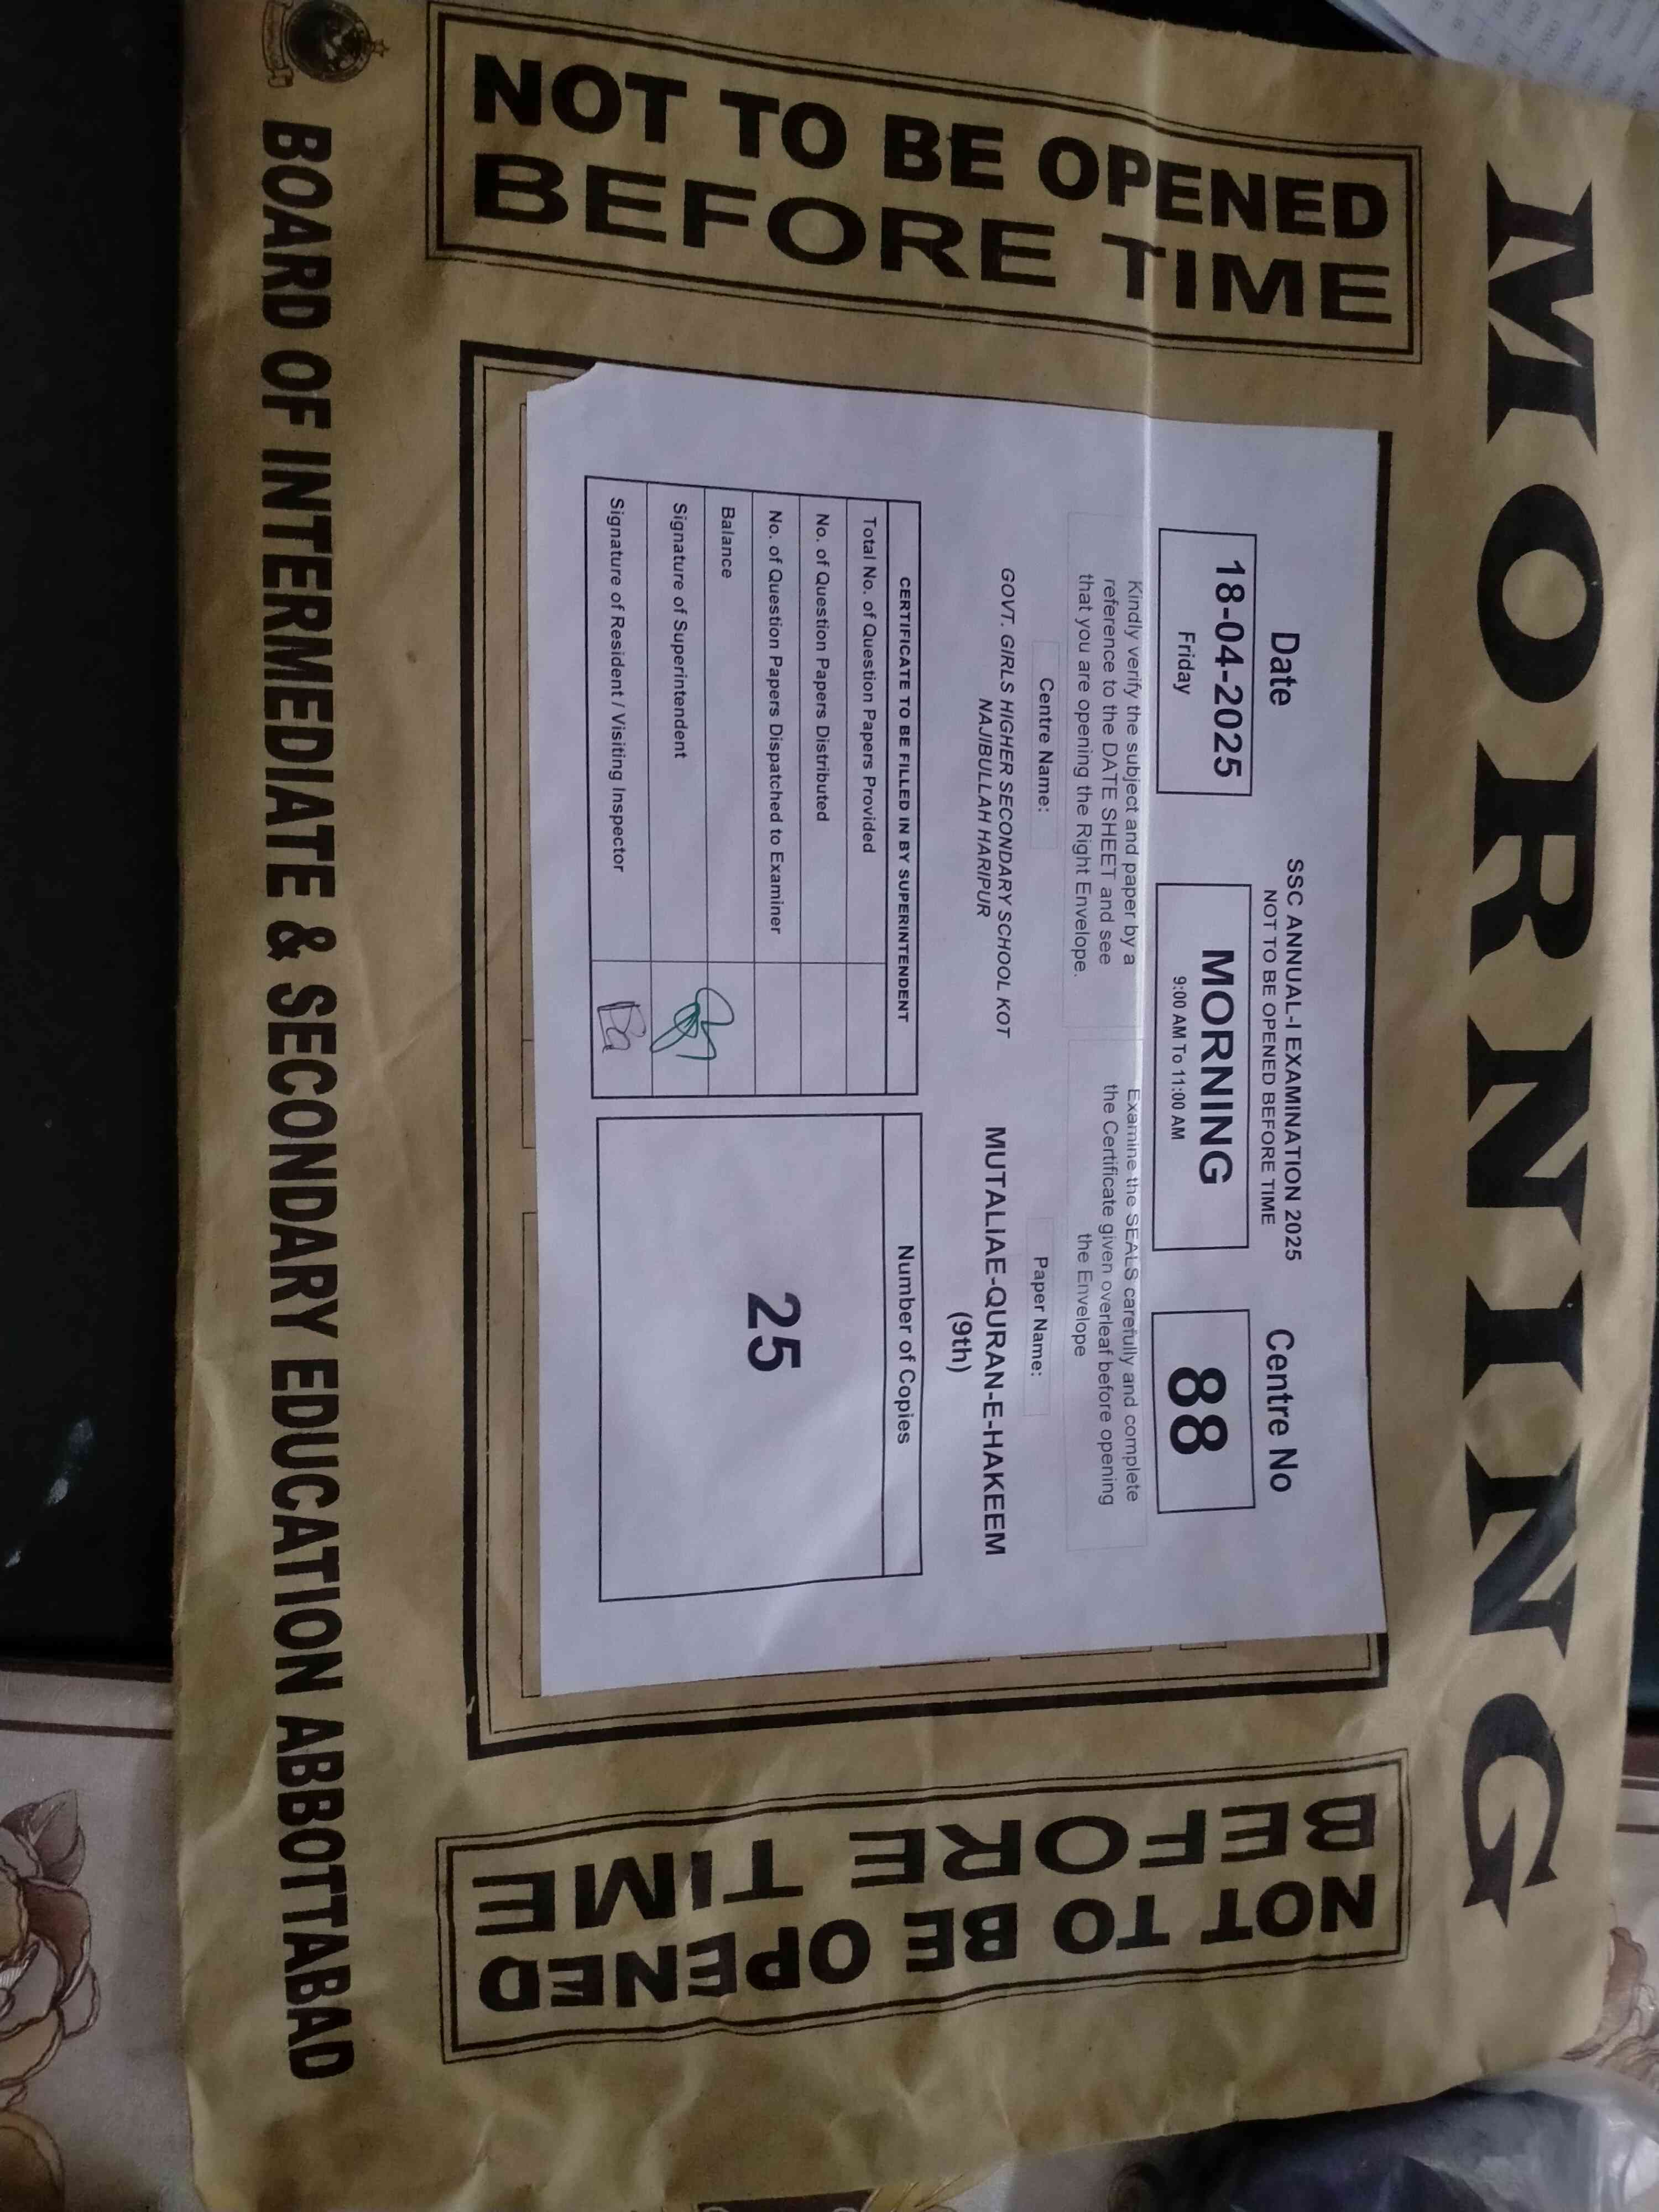 MORNING
NOT TO BE OPENED
BEFORE TIME
Date
SSC ANNUAL-I EXAMINATION 2025
NOT TO BE OPENED BEFORE TIME
Centre No
18-04-2025
Friday
MORNING
9:00 AM To 11:00 AM
88
Kindly verify the subject and paper by a
reference to the DATE SHEET and see
that you are opening the Right Envelope.
Examine the SEALS carefully and complete
the Certificate given overleaf before opening
the Envelope
Centre Name:
Paper Name:
GOVT. GIRLS HIGHER SECONDARY SCHOOL KOT
NAJIBULLAH HARIPUR
MUTALIAE-QURAN-E-HAKEEM
(9th)
CERTIFICATE TO BE FILLED IN BY SUPERINTENDENT
Total No. of Question Papers Provided
No. of Question Papers Distributed
No. of Question Papers Dispatched to Examiner
Balance
Signature of Superintendent
Signature of Resident / Visiting Inspector
Number of Copies
25
NOT TO BE OPENED
BEFORE TIME
BOARD OF INTERMEDIATE & SECONDARY EDUCATION ABBOTTABAD